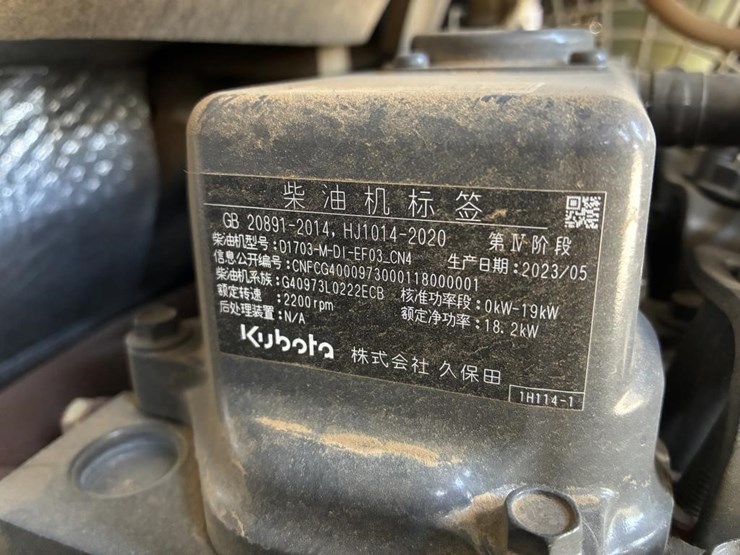 柴油机标签
GB 20891-2014, HJ1014-2020 第Ⅳ阶段
柴油机型号:D1703-M-DI-EF03_CN4 生产日期:2023/05
信息公开编号:CNFCG4000973000118000001
柴油机系族:G40973L0222ECB 核准功率段:0kW-19kW
额定转速 :2200rpm 额定净功率:18.2kW
后处理装置:N/A
Kubota 株式会社 久保田
1H114-1